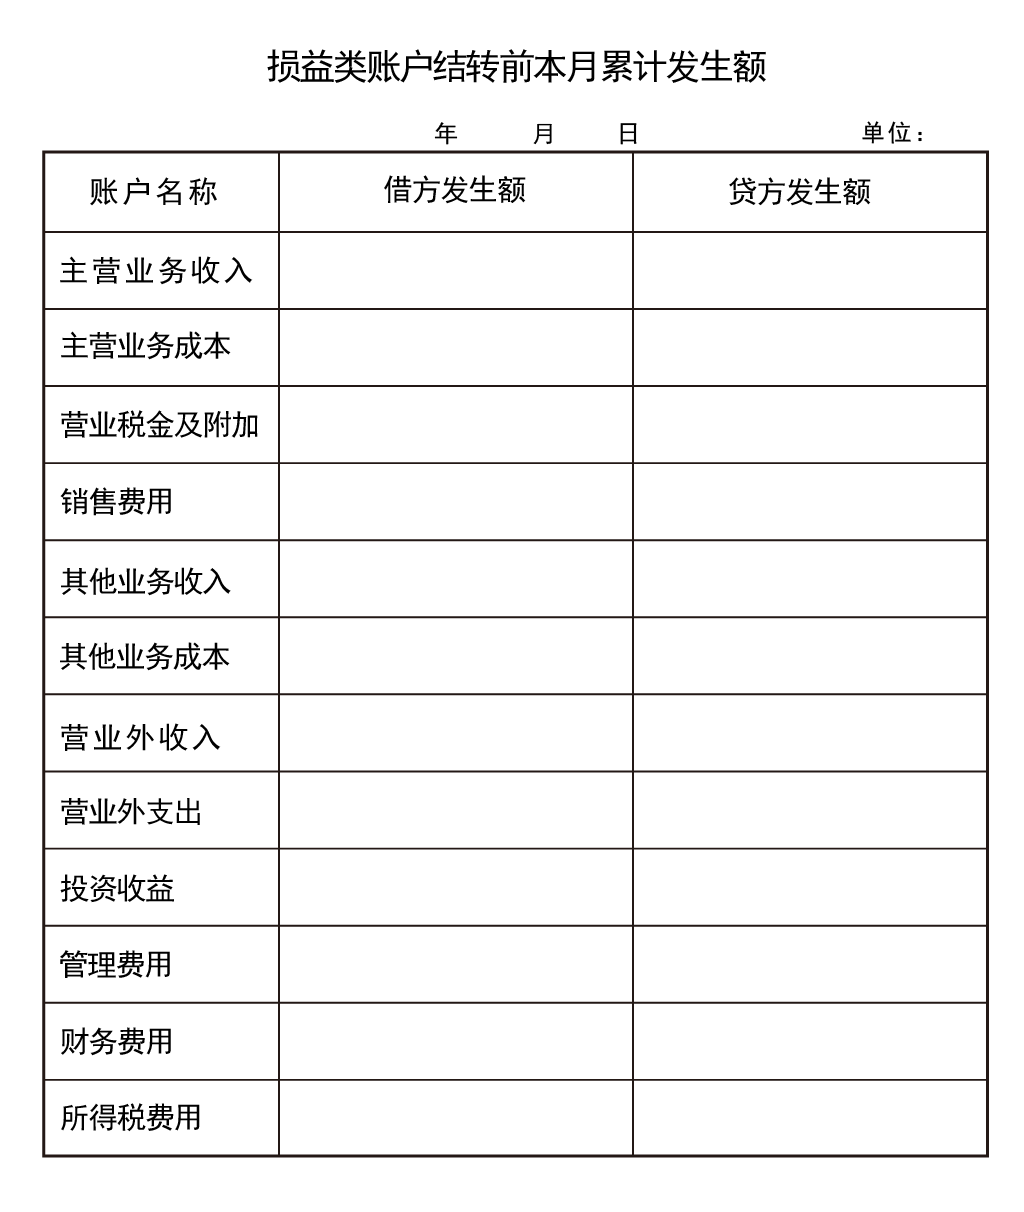 损益类账户结转前本月累计发生额
年 月 日 单位：
账户名称 借方发生额 贷方发生额
主营业务收入
主营业务成本
营业税金及附加
销售费用
其他业务收入
其他业务成本
营业外收入
营业外支出
投资收益
管理费用
财务费用
所得税费用